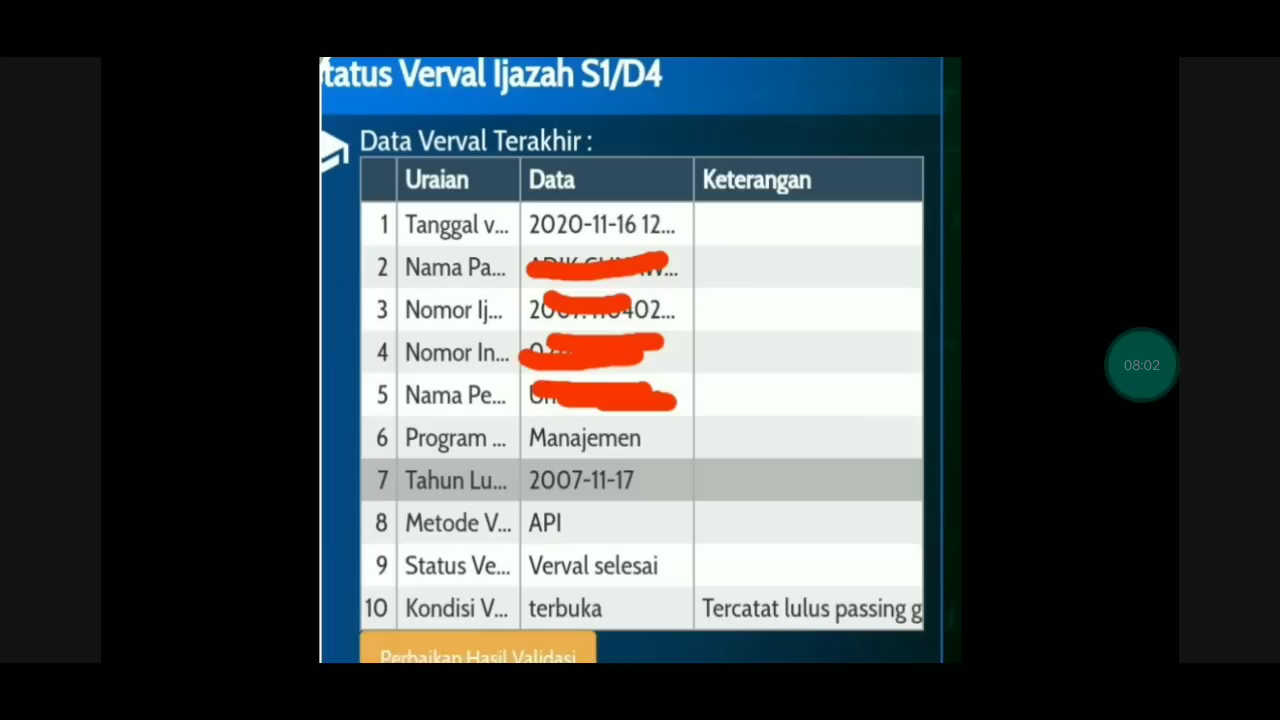 tatus Verval Ijazah S1/D4
Data Verval Terakhir :
Uraian Data Keterangan
1 Tanggal v... 2020-11-16 12...
2 Nama Pa...
3 Nomor Ij... 402...
4 Nomor In...
5 Nama Pe...
6 Program ... Manajemen
7 Tahun Lu... 2007-11-17
8 Metode V... API
9 Status Ve... Verval selesai
10 Kondisi V... terbuka Tercatat lulus passing g
Perbaikan Hasil Validasi
08:02